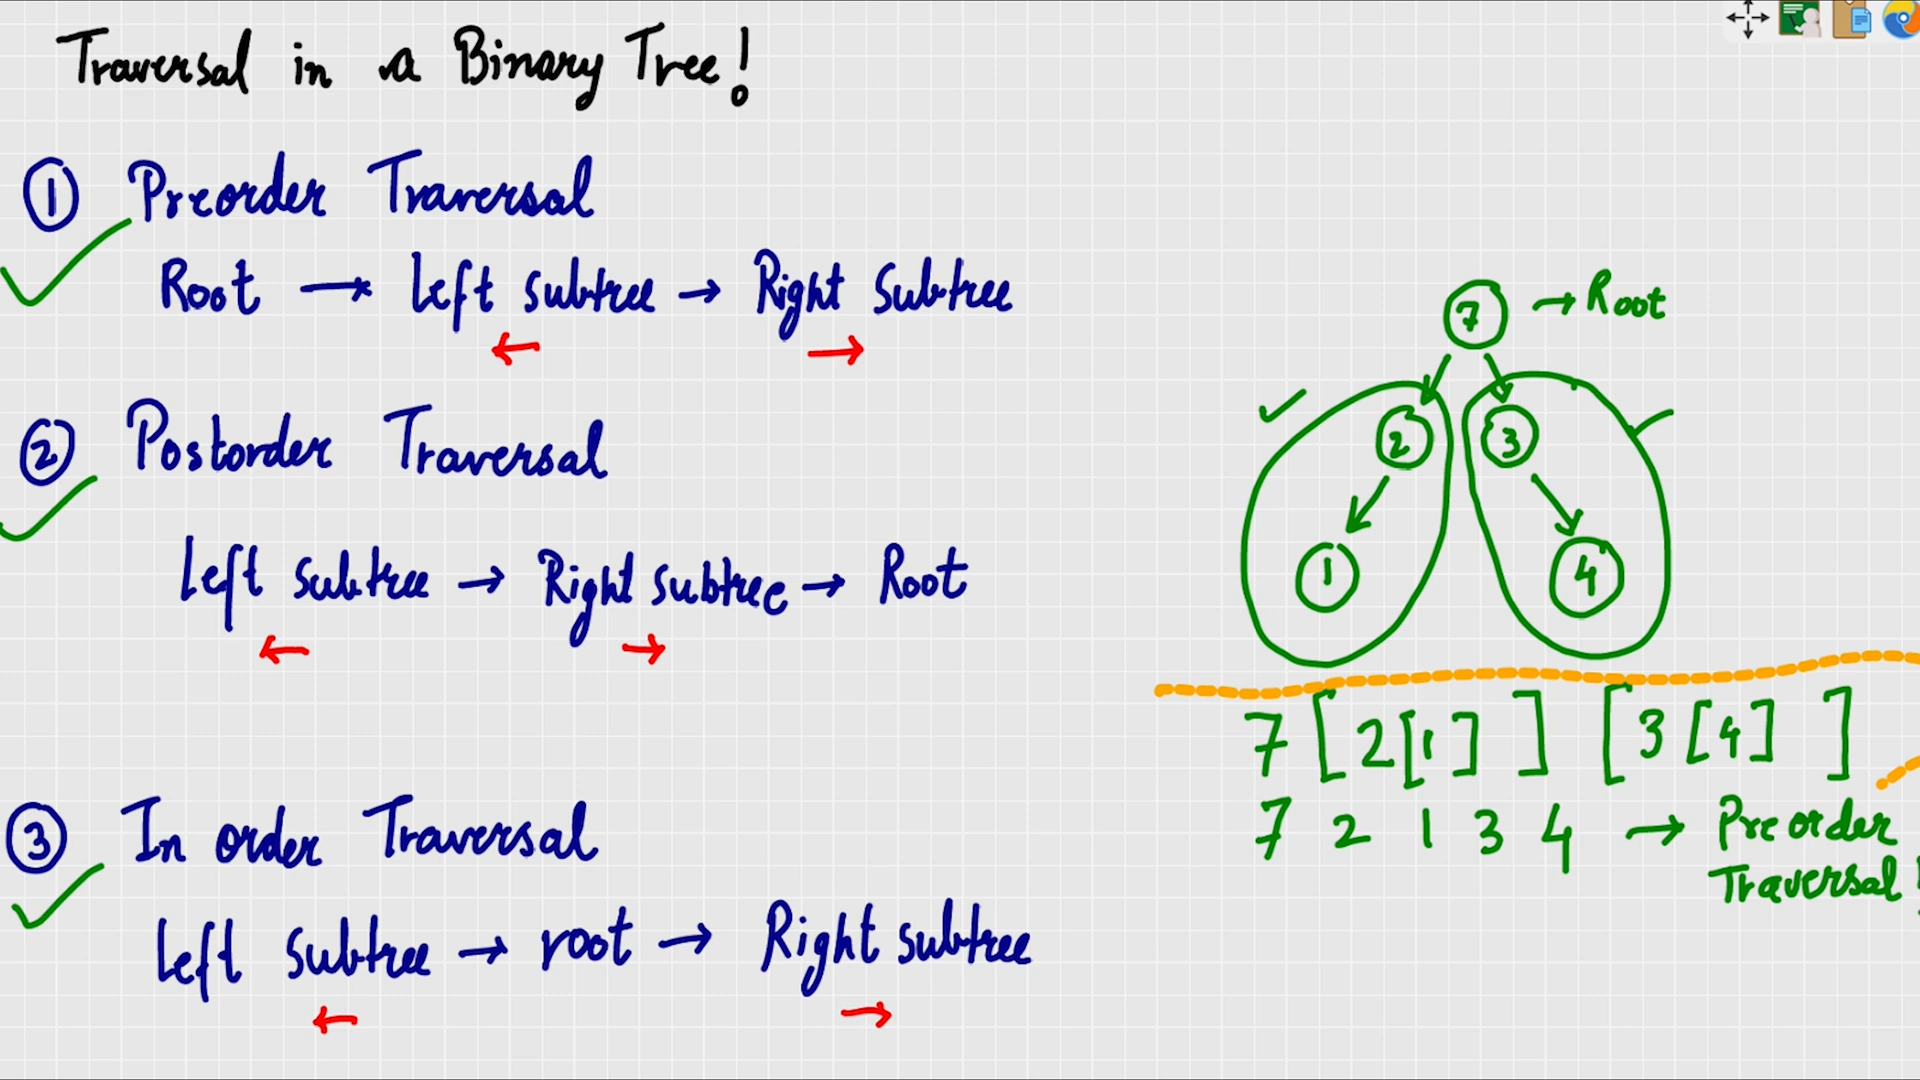 Traversal in a Binary Tree!
① Preorder Traversal
Root → Left subtree → Right Subtree
← →
② Postorder Traversal
Left subtree → Right subtree → Root
← →
③ In order Traversal
Left Subtree → root → Right subtree
← →
7 → Root
2 3
1 4
7 [ 2 [1] ] [ 3 [4] ]
7 2 1 3 4 → Preorder
Traversal!